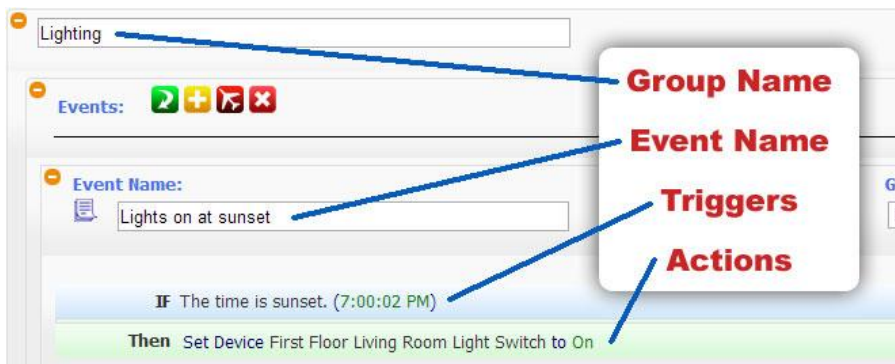 Lighting
Group Name
Events:
Event Name
Event Name:
G
Lights on at sunset
Triggers
Actions
IF The time is sunset. (7:00:02 PM)
Then Set Device First Floor Living Room Light Switch to On